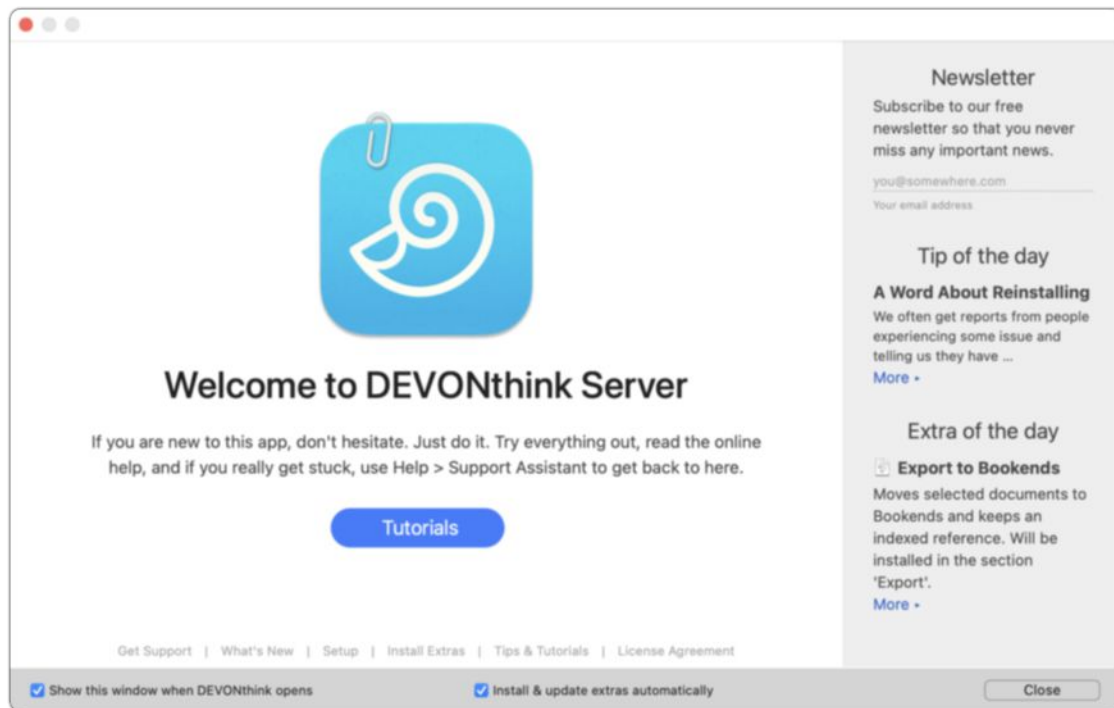 Welcome to DEVONthink Server
If you are new to this app, don't hesitate. Just do it. Try everything out, read the online
help, and if you really get stuck, use Help > Support Assistant to get back to here.
Tutorials
Get Support | What's New | Setup | Install Extras | Tips & Tutorials | License Agreement
Newsletter
Subscribe to our free
newsletter so that you never
miss any important news.
you@somewhere.com
Your email address
Tip of the day
A Word About Reinstalling
We often get reports from people
experiencing some issue and
telling us they have ...
More ▸
Extra of the day
Export to Bookends
Moves selected documents to
Bookends and keeps an
indexed reference. Will be
installed in the section
'Export'.
More ▸
Show this window when DEVONthink opens
Install & update extras automatically
Close